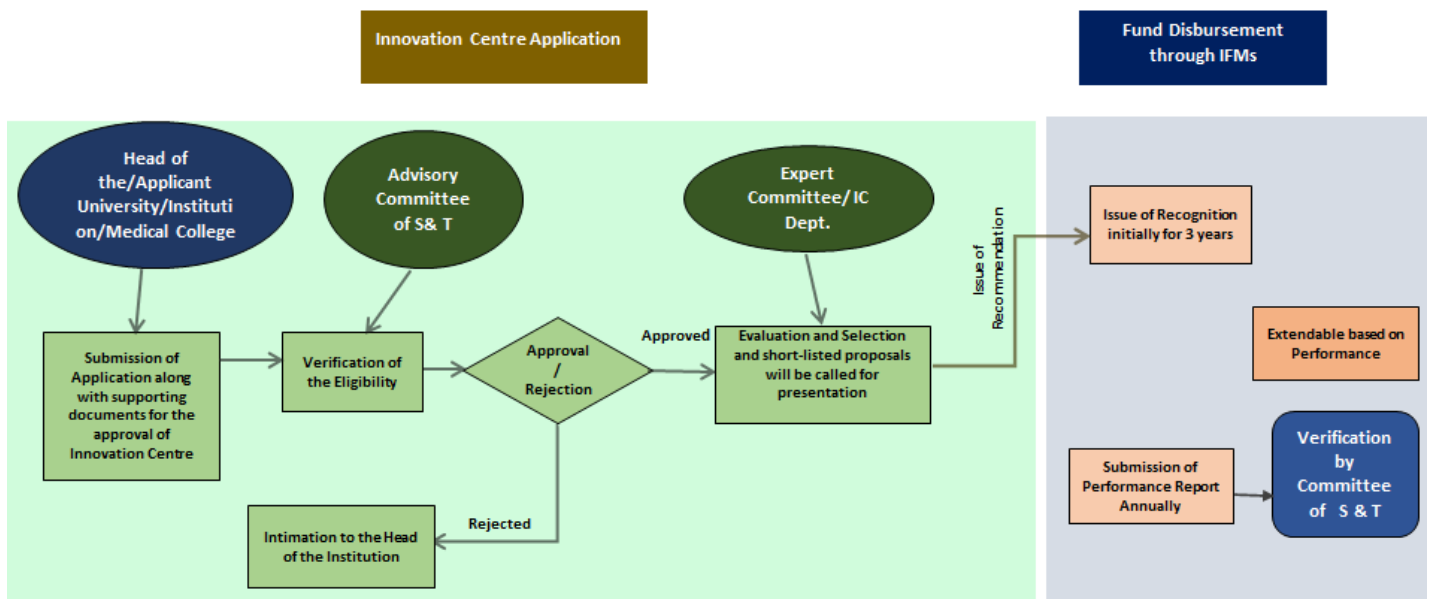 Innovation Centre Application
Fund Disbursement
through IFMs
Head of
the/Applicant
University/Instituti
on/Medical College
Advisory
Committee
of S& T
Expert
Committee/ IC
Dept.
Issue of
Recommendation
Issue of Recognition
initially for 3 years
Submission of
Application along
with supporting
documents for the
approval of
Innovation Centre
Verification of
the Eligibility
Approval
/
Rejection
Approved
Evaluation and Selection
and short-listed proposals
will be called for
presentation
Extendable based on
Performance
Submission of
Performance Report
Annually
Verification
by
Committee
of S & T
Rejected
Intimation to the Head
of the Institution